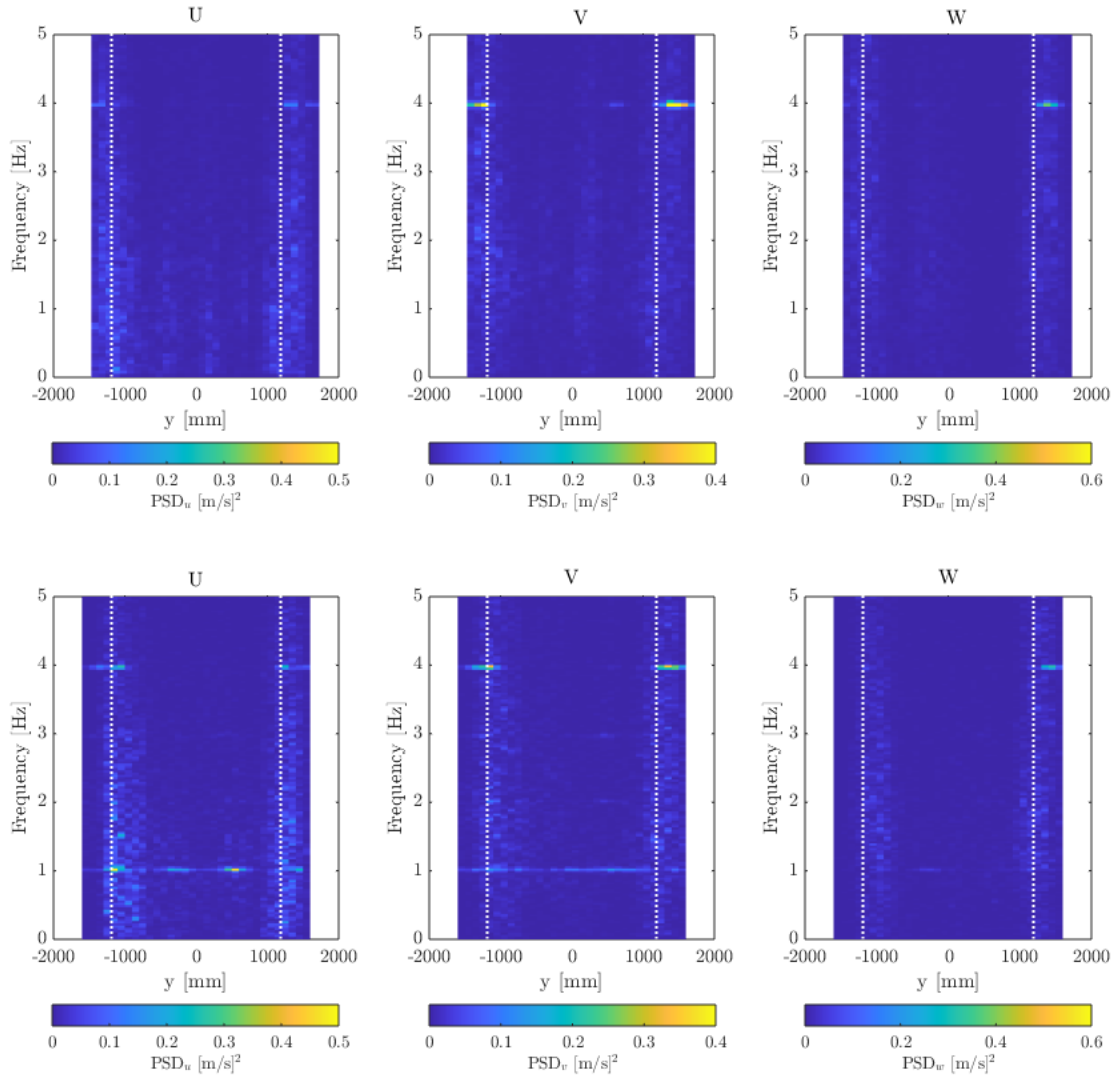 U V W
5 5 5
4 4 4
3 3 3
2 2 2
1 1 1
0 0 0
Frequency [Hz] Frequency [Hz] Frequency [Hz]
-2000 -1000 0 1000 2000 -2000 -1000 0 1000 2000 -2000 -1000 0 1000 2000
y [mm] y [mm] y [mm]
0 0.1 0.2 0.3 0.4 0.5 0 0.1 0.2 0.3 0.4 0 0.2 0.4 0.6
PSDᵤ [m/s]² PSDᵥ [m/s]² PSD_w [m/s]²
U V W
5 5 5
4 4 4
3 3 3
2 2 2
1 1 1
0 0 0
Frequency [Hz] Frequency [Hz] Frequency [Hz]
-2000 -1000 0 1000 2000 -2000 -1000 0 1000 2000 -2000 -1000 0 1000 2000
y [mm] y [mm] y [mm]
0 0.1 0.2 0.3 0.4 0.5 0 0.1 0.2 0.3 0.4 0 0.2 0.4 0.6
PSDᵤ [m/s]² PSDᵥ [m/s]² PSD_w [m/s]²